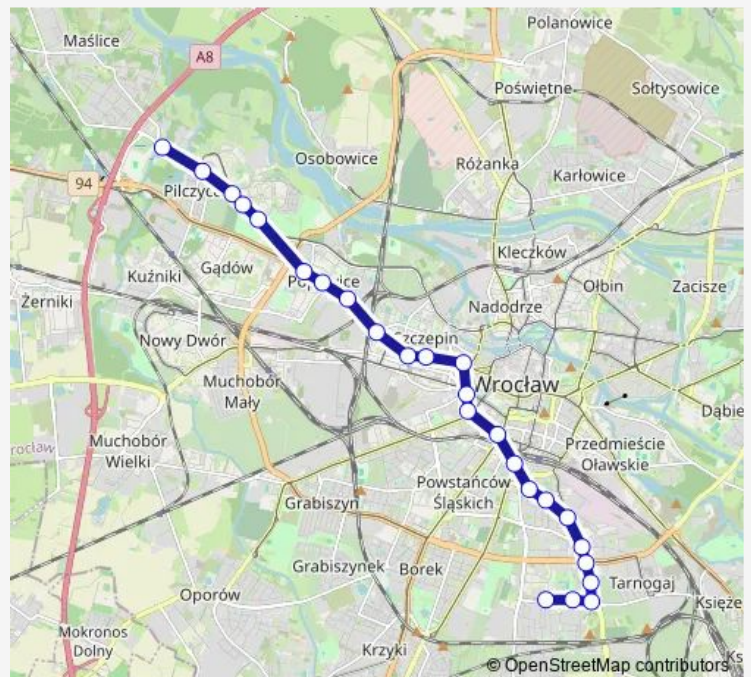 Polanowice
Maślice
A8
Poświętne
Sołtysowice
Osobowice
Różanka
Karłowice
94
Pilczyce
Kleczków
Kuźniki
Gądów
Ołbin
Zacisze
Żerniki
Nadodrze
Nowy Dwór
Szczepin
Muchobór
Mały
Wrocław
Muchobór
Wielki
Przedmieście
Oławskie
Powstańców
Śląskich
Grabiszyn
Grabiszynek
Borek
Tarnogaj
Oporów
Księże
Mokronos
Dolny
Krzyki
© OpenStreetMap contributors